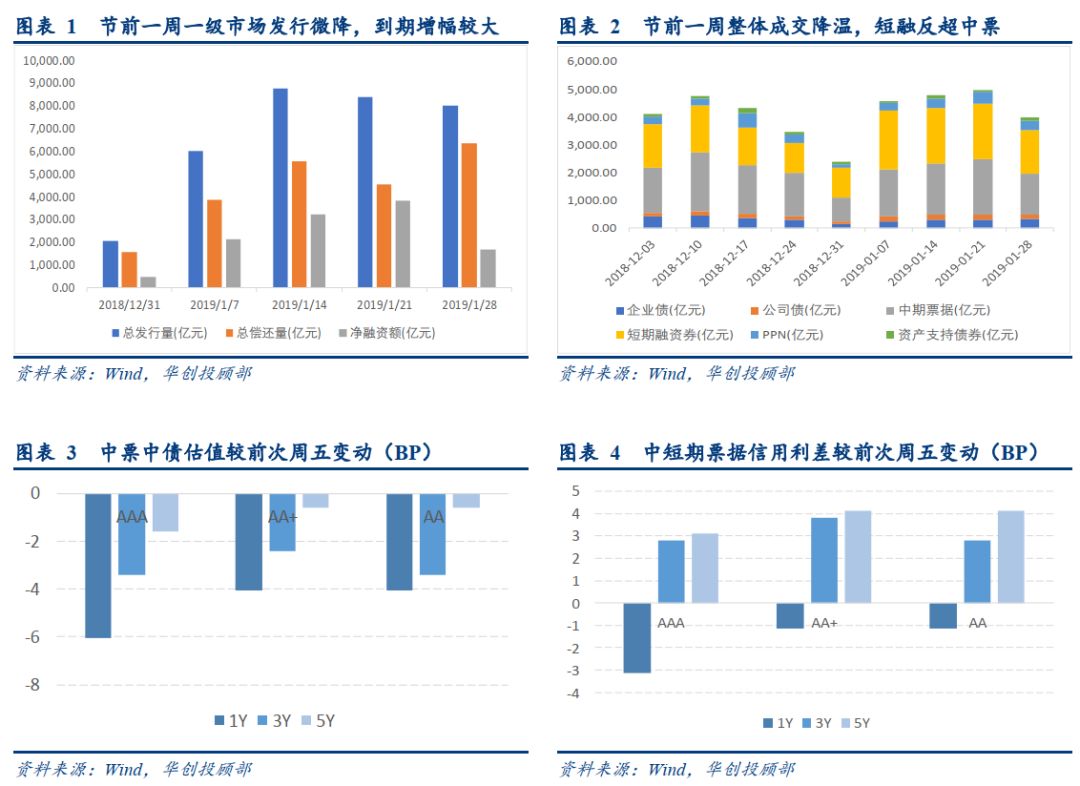 图表 1 节前一周一级市场发行微降，到期增幅较大
10,000.00
9,000.00
8,000.00
7,000.00
6,000.00
5,000.00
4,000.00
3,000.00
2,000.00
1,000.00
0.00
2018/12/31 2019/1/7 2019/1/14 2019/1/21 2019/1/28
总发行量(亿元) 总偿还量(亿元) 净融资额(亿元)
资料来源：Wind，华创投顾部
图表 2 节前一周整体成交降温，短融反超中票
6,000.00
5,000.00
4,000.00
3,000.00
2,000.00
1,000.00
0.00
2018-12-03 2018-12-10 2018-12-17 2018-12-24 2018-12-31 2019-01-07 2019-01-14 2019-01-21 2019-01-28
企业债(亿元) 公司债(亿元) 中期票据(亿元)
短期融资券(亿元) PPN(亿元) 资产支持债券(亿元)
资料来源：Wind，华创投顾部
图表 3 中票中债估值较前次周五变动（BP）
0
-2
-4
-6
-8
AAA AA+ AA
1Y 3Y 5Y
资料来源：Wind，华创投顾部
图表 4 中短期票据信用利差较前次周五变动（BP）
5
4
3
2
1
0
-1
-2
-3
-4
AAA AA+ AA
1Y 3Y 5Y
资料来源：Wind，华创投顾部